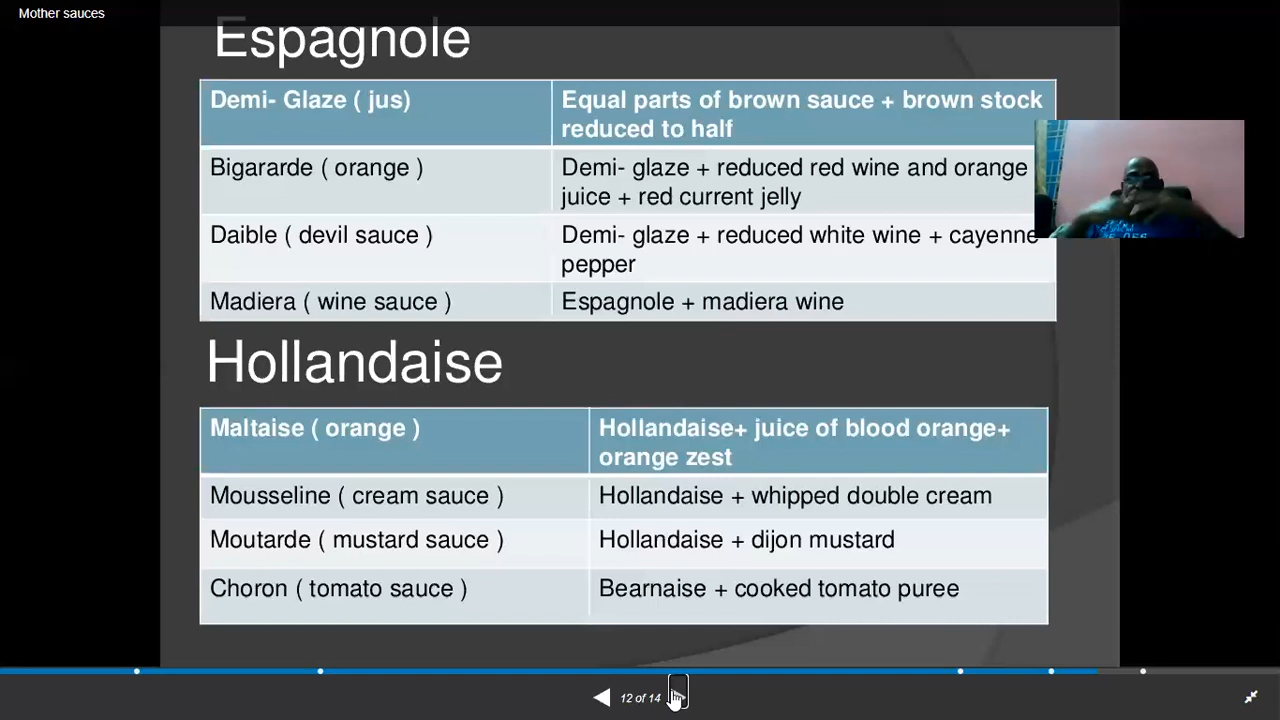 Mother sauces
Espagnole
Demi- Glaze ( jus)
Equal parts of brown sauce + brown stock
reduced to half
Bigararde ( orange )
Demi- glaze + reduced red wine and orange
juice + red current jelly
Daible ( devil sauce )
Demi- glaze + reduced white wine + cayenne
pepper
Madiera ( wine sauce )
Espagnole + madiera wine
Hollandaise
Maltaise ( orange )
Hollandaise+ juice of blood orange+
orange zest
Mousseline ( cream sauce )
Hollandaise + whipped double cream
Moutarde ( mustard sauce )
Hollandaise + dijon mustard
Choron ( tomato sauce )
Bearnaise + cooked tomato puree
12 of 14